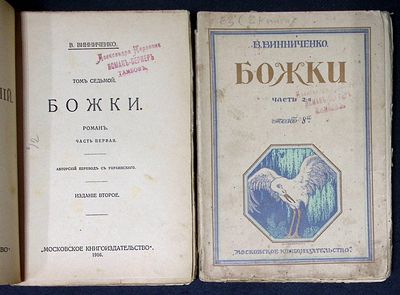 В. ВИННИЧЕНКО.
ТОМЪ СЕДЬМОЙ.
БОЖКИ.
РОМАНЪ.
ЧАСТЬ ПЕРВАЯ.
АВТОРСКІЙ ПЕРЕВОДЪ СЪ УКРАИНСКАГО.
ИЗДАНІЕ ВТОРОЕ.
"МОСКОВСКОЕ КНИГОИЗДАТЕЛЬСТВО".
1916.
В. ВИННИЧЕНКО.
БОЖКИ
ЧАСТЬ 2-я
"МОСКОВСКОЕ КНИГОИЗДАТЕЛЬСТВО"